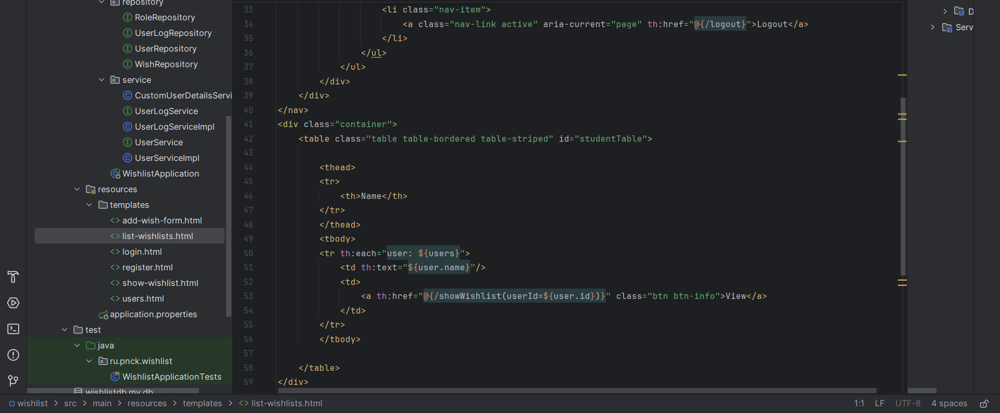 repository
RoleRepository
UserLogRepository
UserRepository
WishRepository
service
CustomUserDetailsServi
UserLogService
UserLogServiceImpl
UserService
UserServiceImpl
WishlistApplication
resources
templates
add-wish-form.html
list-wishlists.html
login.html
register.html
show-wishlist.html
users.html
application.properties
test
java
ru.pnck.wishlist
WishlistApplicationTests
wishlistdb.mv.db
33 <li class="nav-item">
34 <a class="nav-link active" aria-current="page" th:href="@{/logout}">Logout</a>
35 </li>
36 </ul>
37 </ul>
38 </div>
39 </div>
40 </nav>
41 <div class="container">
42 <table class="table table-bordered table-striped" id="studentTable">
43
44 <thead>
45 <tr>
46 <th>Name</th>
47 </tr>
48 </thead>
49 <tbody>
50 <tr th:each="user: ${users}">
51 <td th:text="${user.name}"/>
52 <td>
53 <a th:href="@{/showWishlist(userId=${user.id})}" class="btn btn-info">View</a>
54 </td>
55 </tr>
56 </tbody>
57
58 </table>
59 </div>
D
Serv
wishlist > src > main > resources > templates > <> list-wishlists.html
1:1 LF UTF-8 4 spaces